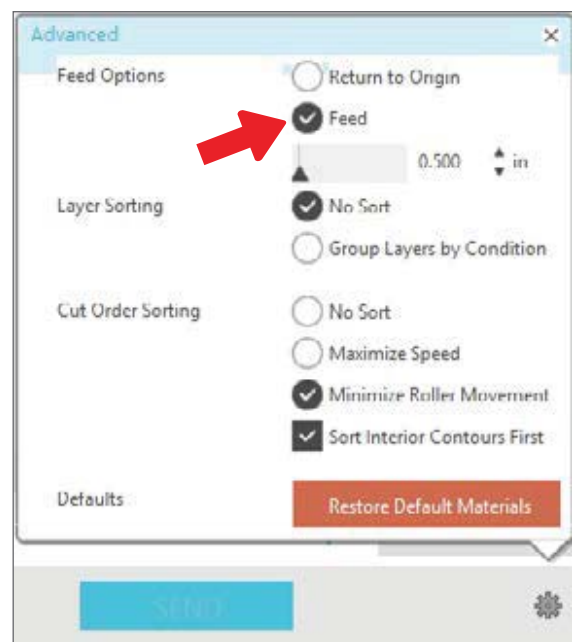 Advanced
Feed Options
Return to Origin
Feed
0.500 in
Layer Sorting
No Sort
Group Layers by Condition
Cut Order Sorting
No Sort
Maximize Speed
Minimize Roller Movement
Sort Interior Contours First
Defaults
Restore Default Materials
SEND